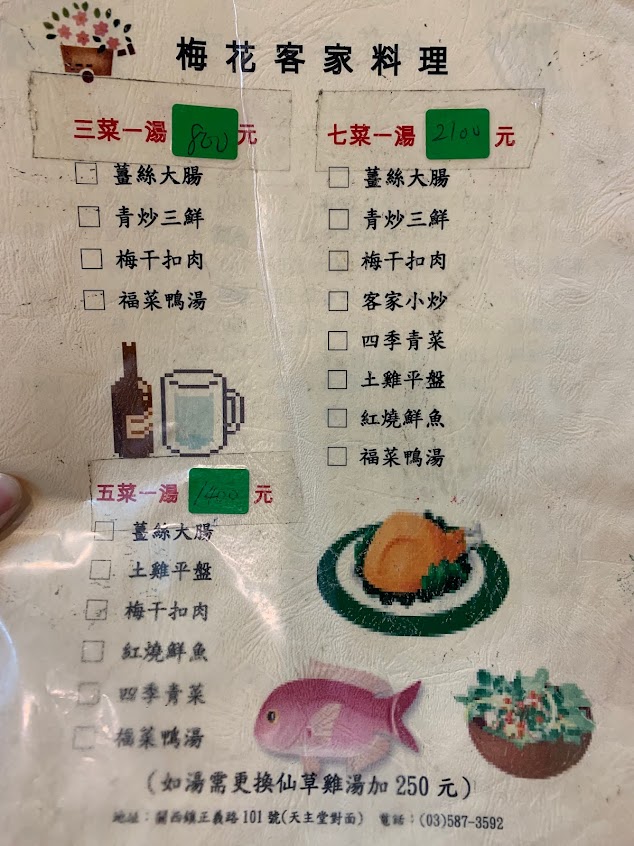 梅花客家料理
三菜一湯 800 元
薑絲大腸
青炒三鮮
梅干扣肉
福菜鴨湯
五菜一湯 1400 元
薑絲大腸
土雞平盤
梅干扣肉
紅燒鮮魚
四季青菜
福菜鴨湯
七菜一湯 2100 元
薑絲大腸
青炒三鮮
梅干扣肉
客家小炒
四季青菜
土雞平盤
紅燒鮮魚
福菜鴨湯
(如湯需更換仙草雞湯加 250 元)
地址：關西鎮正義路 101 號(天主堂對面) 電話：(03)587-3592